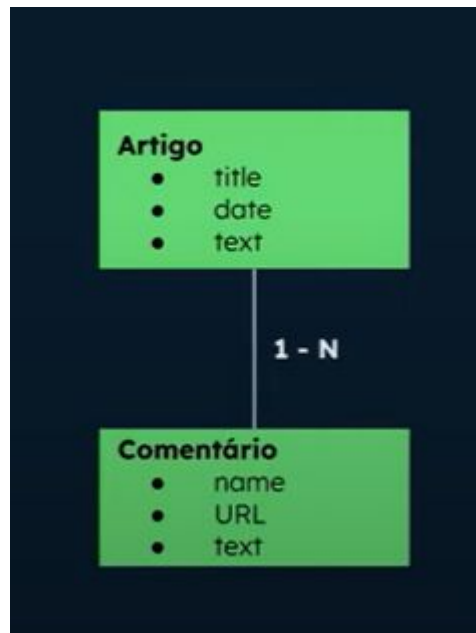 Artigo
● title
● date
● text
1 - N
Comentário
● name
● URL
● text